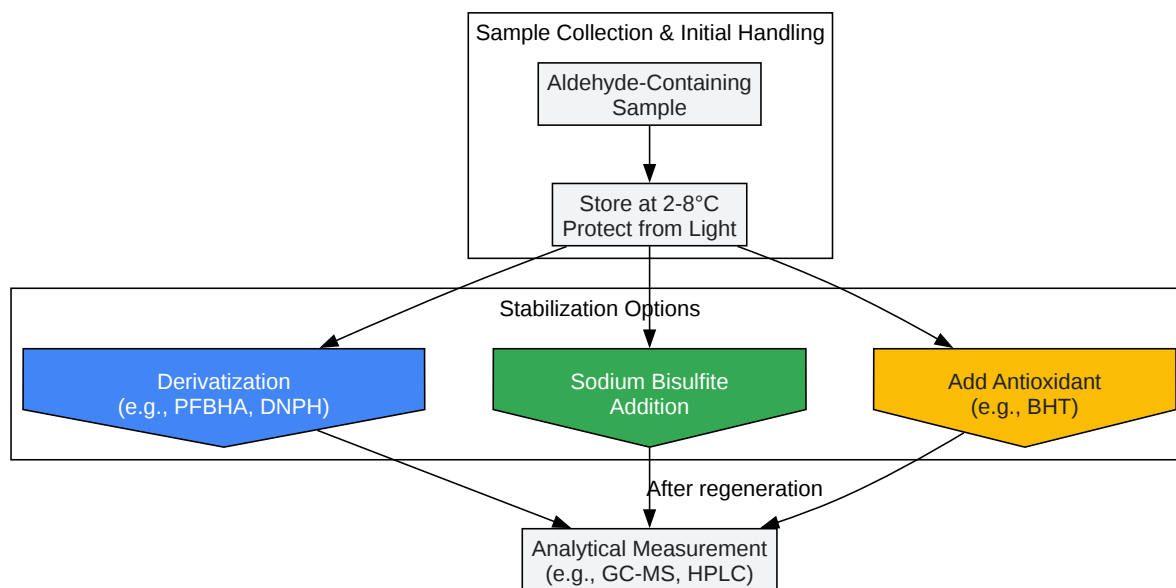 Sample Collection & Initial Handling
Aldehyde-Containing
Sample
Store at 2-8°C
Protect from Light
Stabilization Options
Derivatization
(e.g., PFBHA, DNPH)
Sodium Bisulfite
Addition
Add Antioxidant
(e.g., BHT)
After regeneration
Analytical Measurement
(e.g., GC-MS, HPLC)